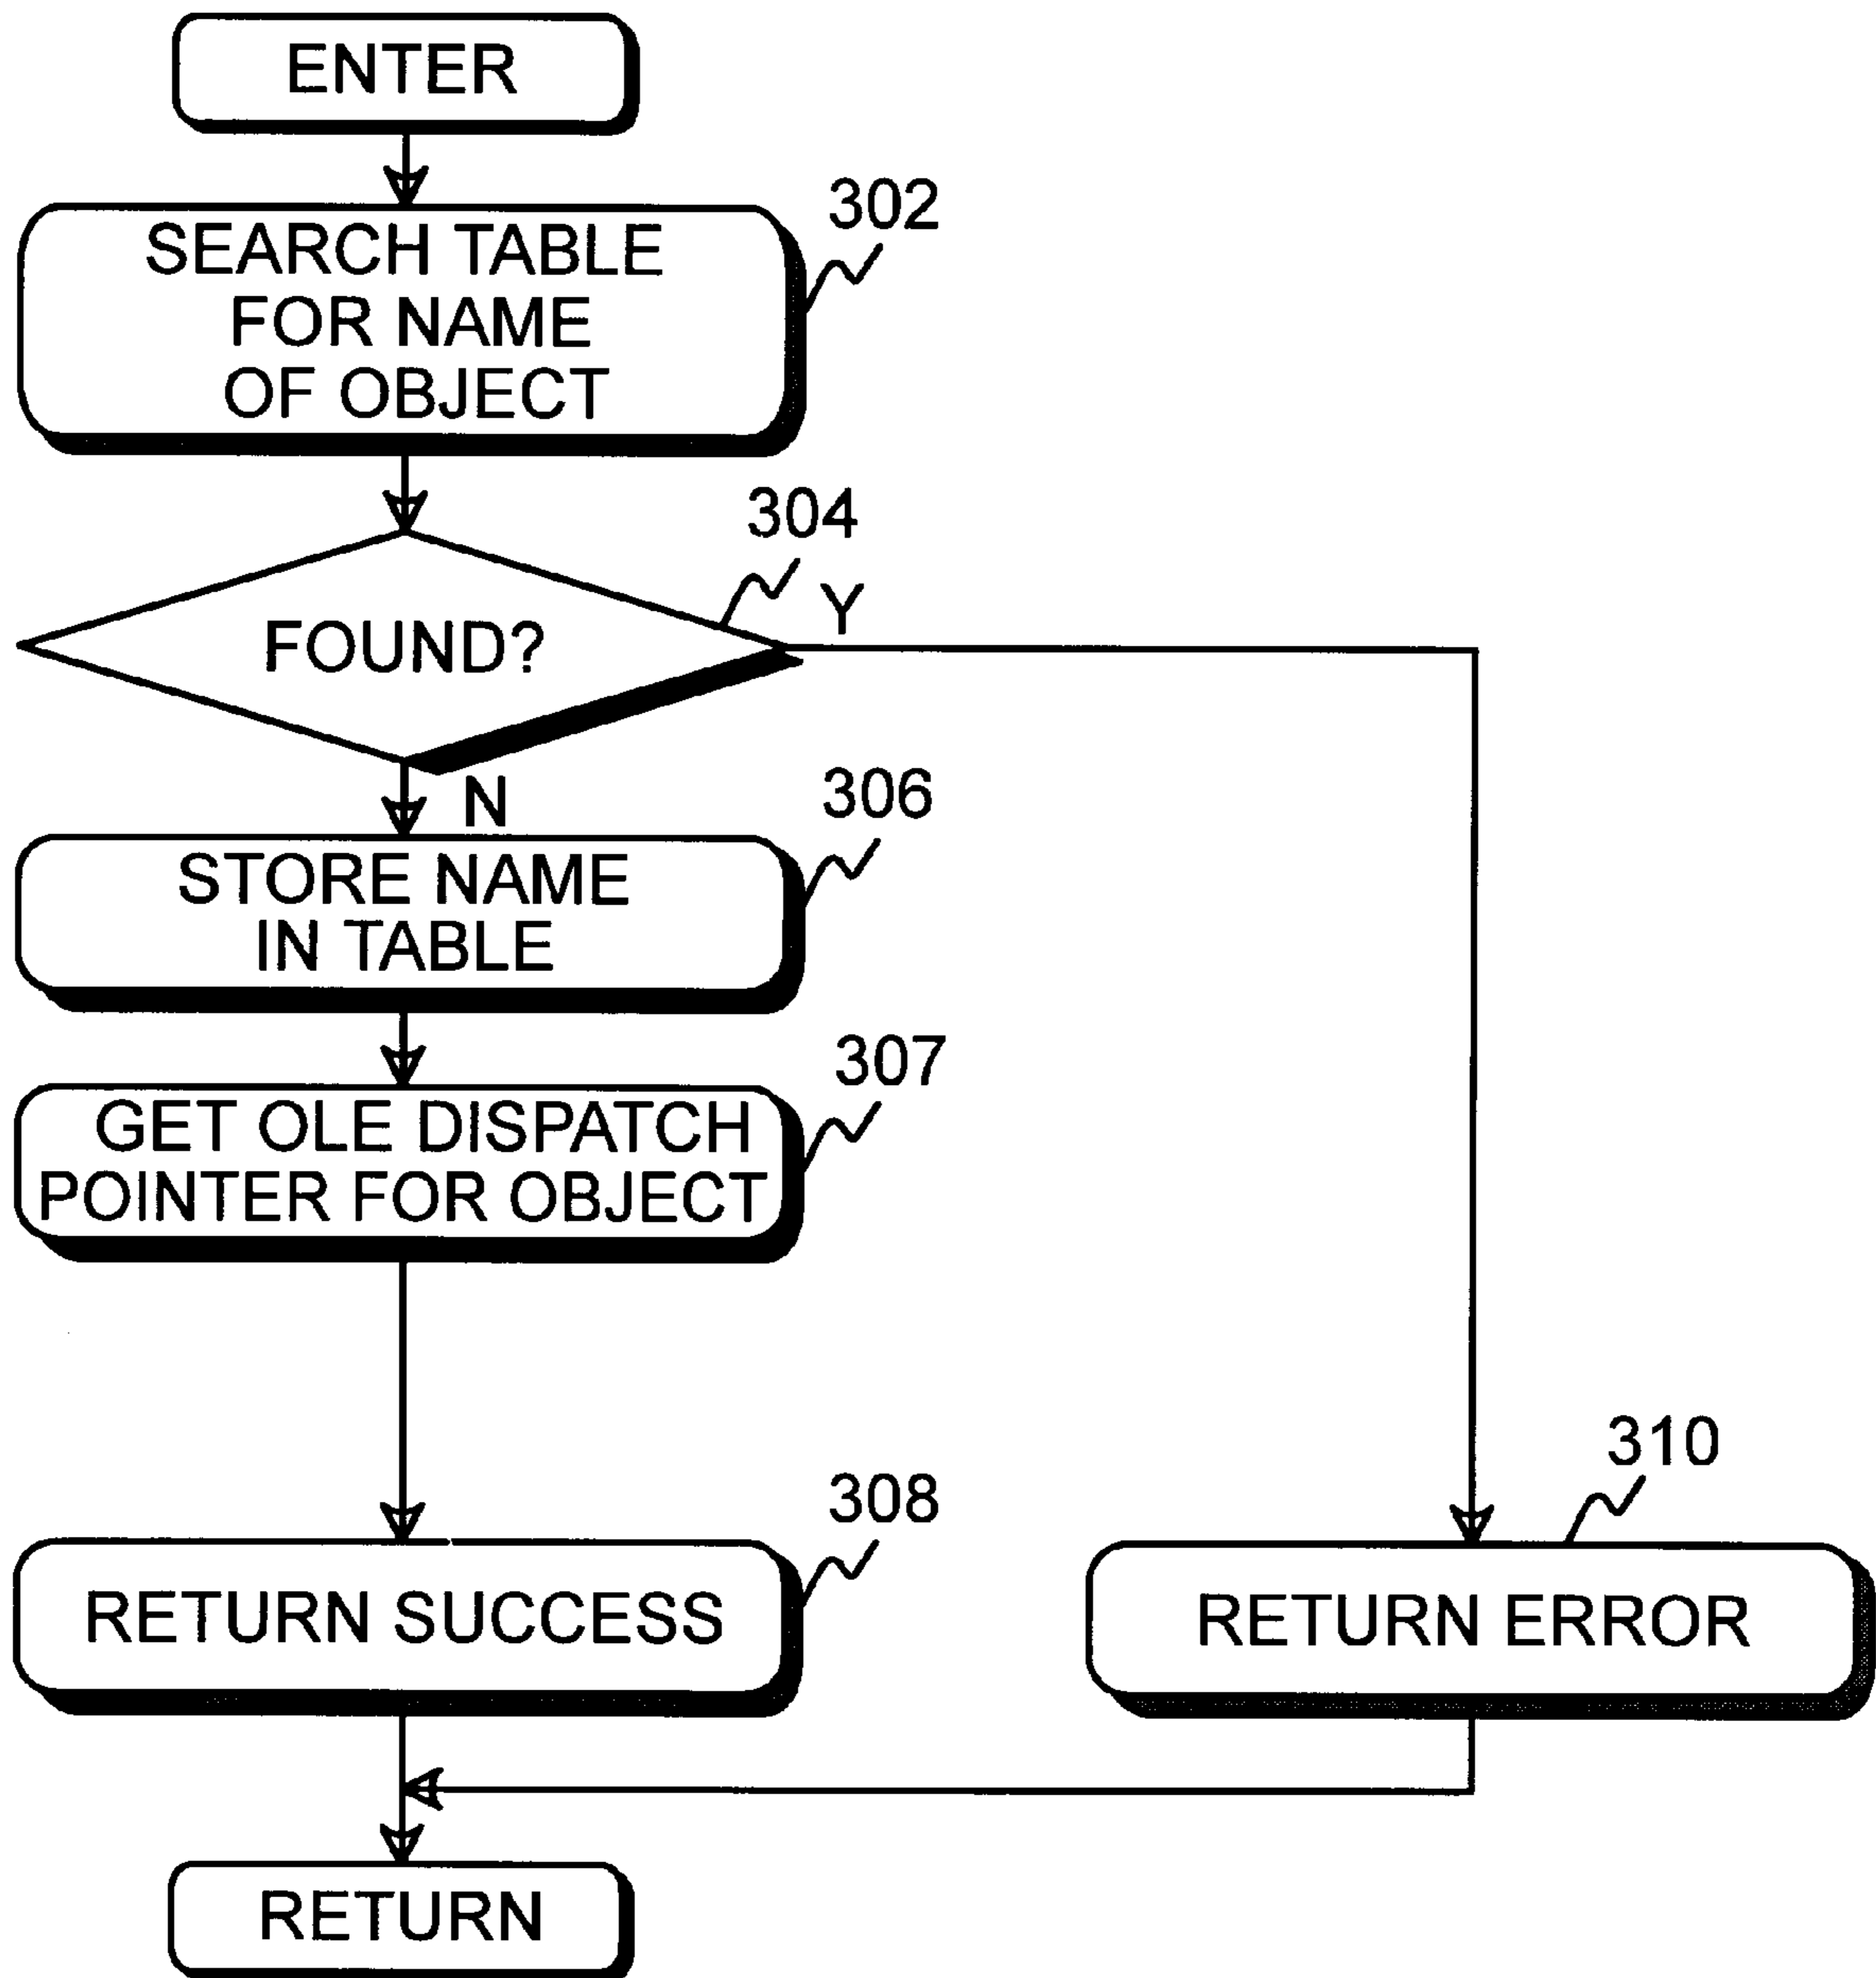 ENTER
302
SEARCH TABLE
FOR NAME
OF OBJECT
304
Y
FOUND?
N
306
STORE NAME
IN TABLE
307
GET OLE DISPATCH
POINTER FOR OBJECT
308
RETURN SUCCESS
310
RETURN ERROR
RETURN